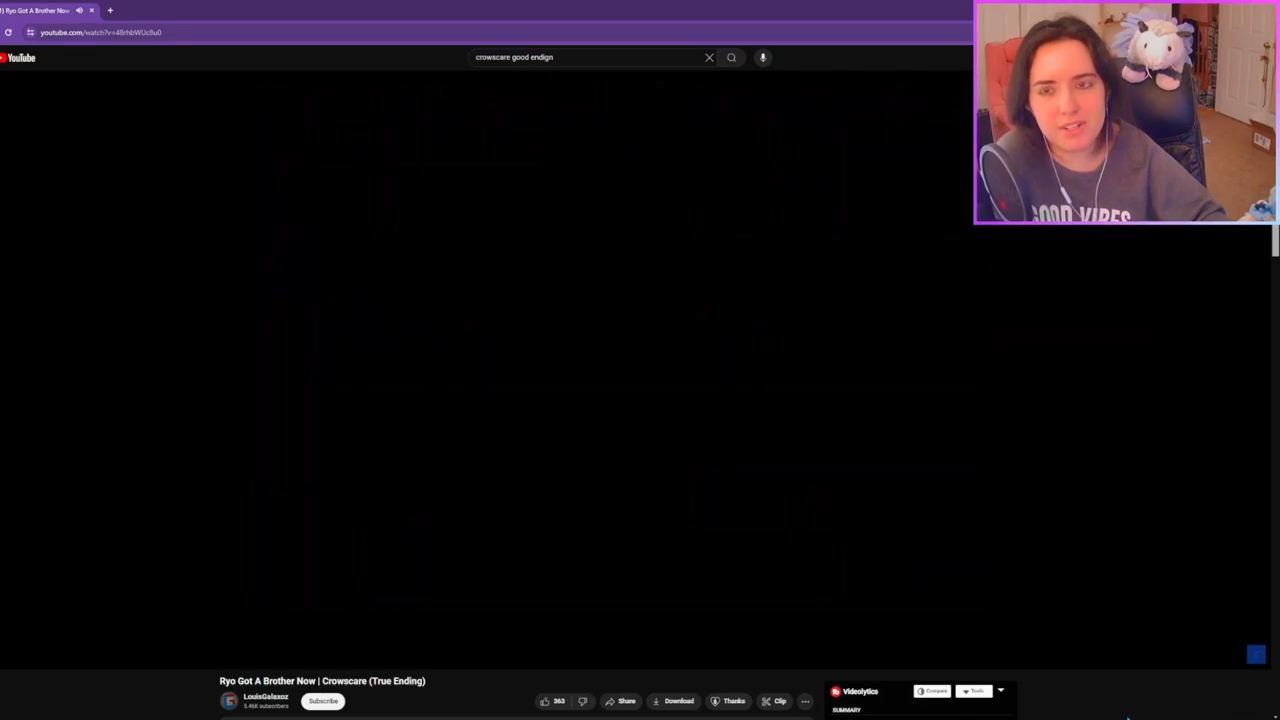 ) Ryo Got A Brother Now
youtube.com/watch?v=48rhbWUc8u0
YouTube
crowscare good endign
GOOD VIBES
Ryo Got A Brother Now | Crowscare (True Ending)
LouisGalaxoz
5.46K subscribers
Subscribe
363
Share
Download
Thanks
Clip
Videolytics
Compare
Tools
SUMMARY